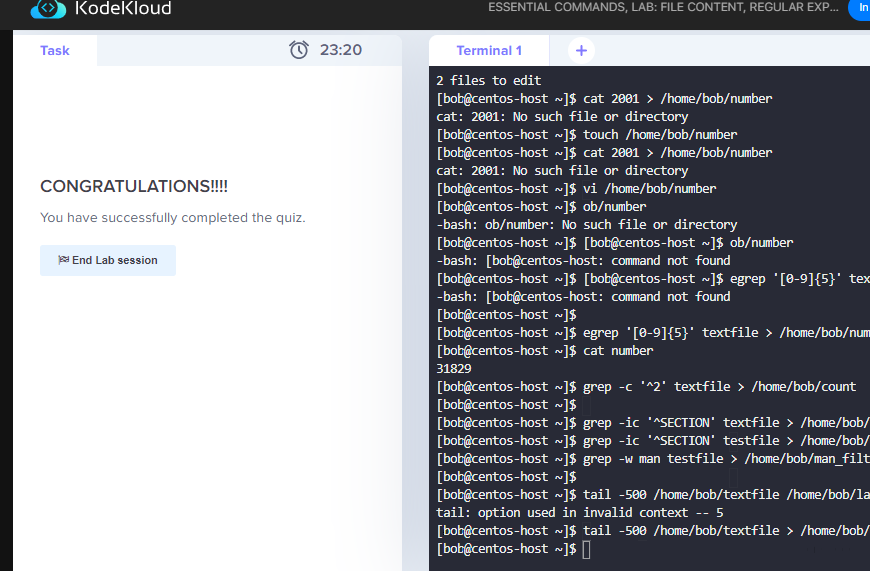 KodeKloud
ESSENTIAL COMMANDS, LAB: FILE CONTENT, REGULAR EXP...
In
Task
23:20
Terminal 1
+
CONGRATULATIONS!!!!
You have successfully completed the quiz.
End Lab session
2 files to edit
[bob@centos-host ~]$ cat 2001 > /home/bob/number
cat: 2001: No such file or directory
[bob@centos-host ~]$ touch /home/bob/number
[bob@centos-host ~]$ cat 2001 > /home/bob/number
cat: 2001: No such file or directory
[bob@centos-host ~]$ vi /home/bob/number
[bob@centos-host ~]$ ob/number
-bash: ob/number: No such file or directory
[bob@centos-host ~]$ [bob@centos-host ~]$ ob/number
-bash: [bob@centos-host: command not found
[bob@centos-host ~]$ [bob@centos-host ~]$ egrep '[0-9]{5}' tex
-bash: [bob@centos-host: command not found
[bob@centos-host ~]$
[bob@centos-host ~]$ egrep '[0-9]{5}' textfile > /home/bob/num
[bob@centos-host ~]$ cat number
31829
[bob@centos-host ~]$ grep -c '^2' textfile > /home/bob/count
[bob@centos-host ~]$
[bob@centos-host ~]$ grep -ic '^SECTION' textfile > /home/bob/
[bob@centos-host ~]$ grep -ic '^SECTION' testfile > /home/bob/
[bob@centos-host ~]$ grep -w man testfile > /home/bob/man_filt
[bob@centos-host ~]$
[bob@centos-host ~]$ tail -500 /home/bob/textfile /home/bob/la
tail: option used in invalid context -- 5
[bob@centos-host ~]$ tail -500 /home/bob/textfile > /home/bob/
[bob@centos-host ~]$